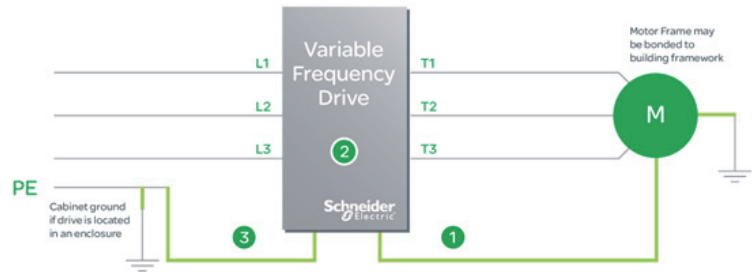 Variable
Frequency
Drive
Motor Frame may
be bonded to
building framework
L1
T1
L2
T2
M
L3
2
T3
PE
Cabinet ground
if drive is located
in an enclosure
Schneider
Electric
3
1